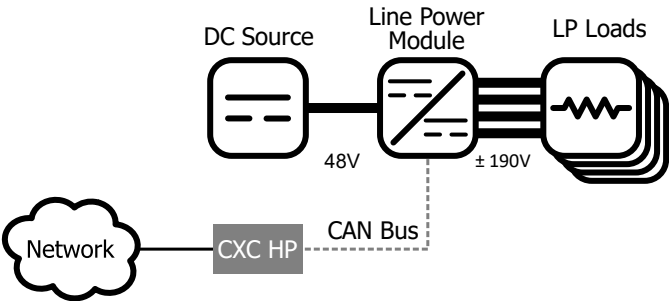 DC Source
Line Power
Module
LP Loads
48V
± 190V
Network
CXC HP
CAN Bus